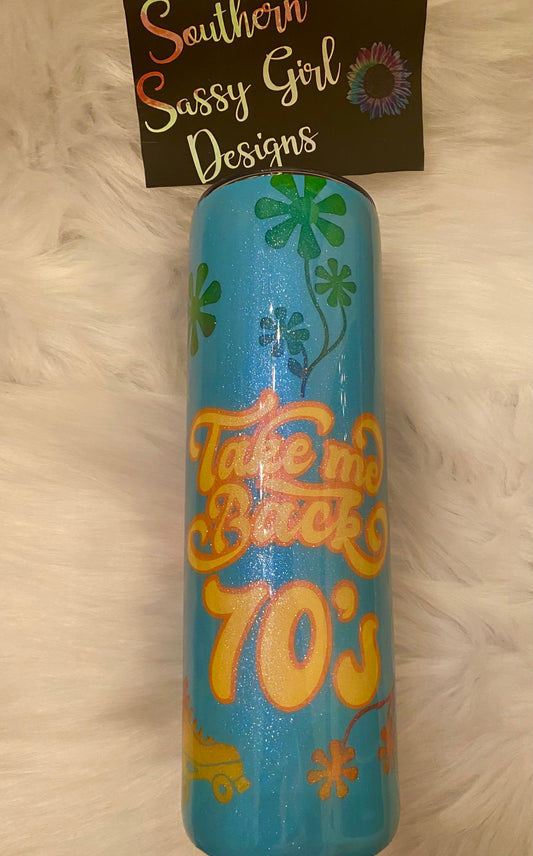 Southern
Sassy Girl
Designs
Take me
Back
70's